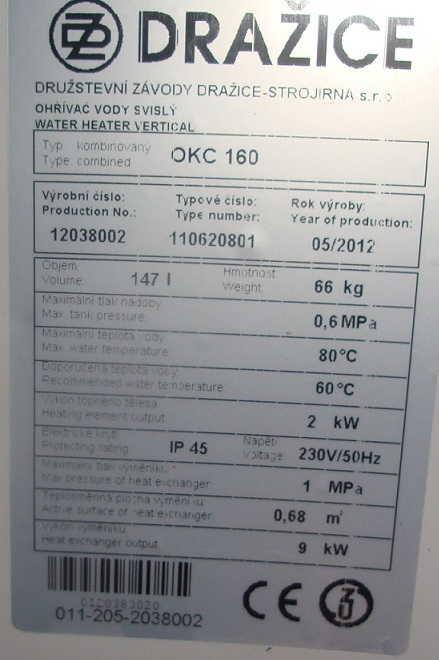 DZ DRAŽICE
DRUŽSTEVNÍ ZÁVODY DRAŽICE-STROJÍRNA s.r.o
OHŘÍVAČ VODY SVISLÝ
WATER HEATER VERTICAL
Typ kombinovaný
Type combined OKC 160
Výrobní číslo: Typové číslo: Rok výroby:
Production No.: Type number: Year of production:
12038002 110620801 05/2012
Objem Hmotnost
Volume 147 l Weight: 66 kg
Maximální tlak nádoby
Max. tank pressure 0,6 MPa
Maximální teplota vody
Max. water temperature 80°C
Doporučená teplota vody
Recommended water temperature: 60°C
Výkon topného tělesa
Heating element output 2 kW
Elektrické krytí Napětí
Protecting rating: IP 45 Voltage: 230V/50Hz
Maximální tlak výměníku:
Max pressure of heat exchanger 1 MPa
Teplosměnná plocha výměníku
Active surface of heat exchanger 0,68 m²
Výkon výměníku
Heat exchanger output 9 kW
011-205-2038002 CE